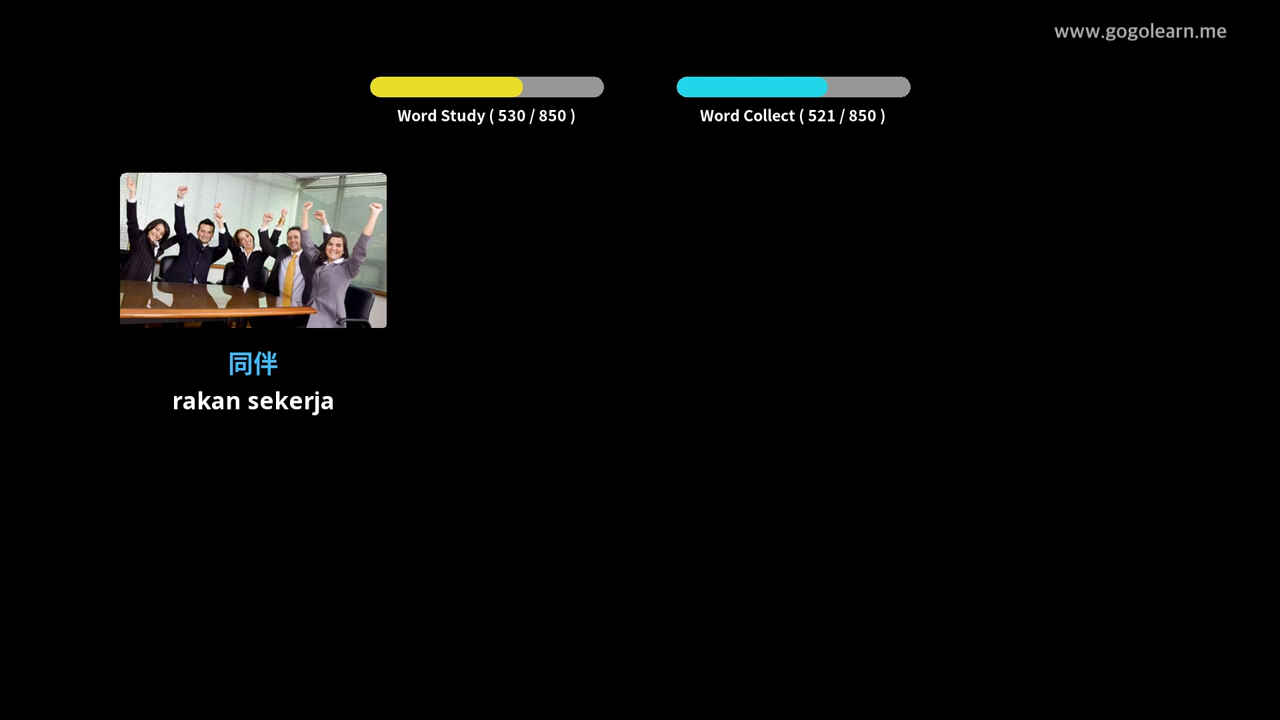 www.gogolearn.me
Word Study ( 530 / 850 )
Word Collect ( 521 / 850 )
同伴
rakan sekerja